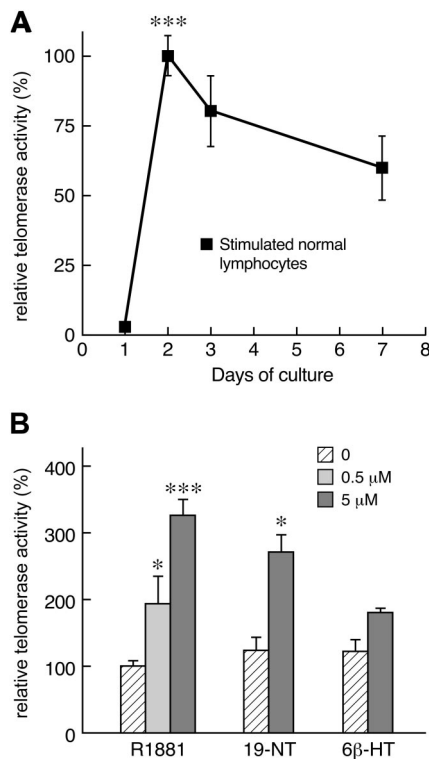 A
***
relative telomerase activity (%)
100
75
50
25
0
Stimulated normal
lymphocytes
0 1 2 3 4 5 6 7 8
Days of culture
B
relative telomerase activity (%)
400
300
200
100
0
0
0.5 μM
5 μM
* *** *
R1881 19-NT 6β-HT